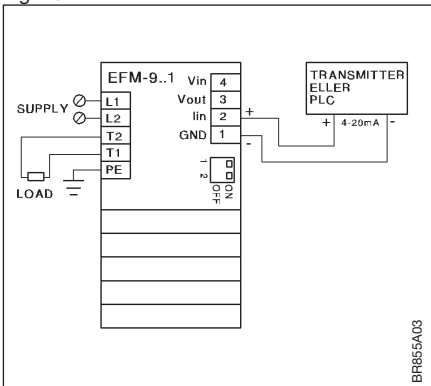 EFM-9..1
Vin 4
Vout 3
Iin 2
GND 1
L1
L2
T2
T1
PE
SUPPLY
LOAD
+
-
1
2
ON
OFF
TRANSMITTER
ELLER
PLC
+ 4-20mA -
BR855A03